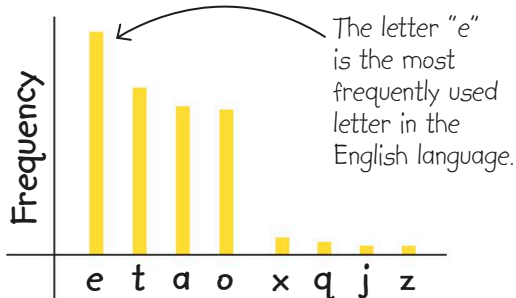 The letter "e"
is the most
frequently used
letter in the
English language.
Frequency
e t a o x q j z